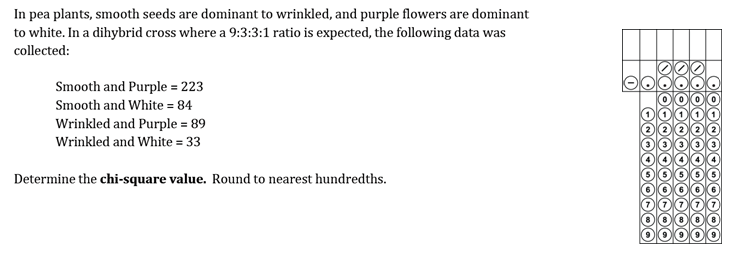 In pea plants, smooth seeds are dominant to wrinkled, and purple flowers are dominant
to white. In a dihybrid cross where a 9:3:3:1 ratio is expected, the following data was
collected:
Smooth and Purple = 223
Smooth and White = 84
Wrinkled and Purple = 89
Wrinkled and White = 33
Determine the chi-square value. Round to nearest hundredths.
/ / /
− . . . . .
0 0 0 0
1 1 1 1 1
2 2 2 2 2
3 3 3 3 3
4 4 4 4 4
5 5 5 5 5
6 6 6 6 6
7 7 7 7 7
8 8 8 8 8
9 9 9 9 9